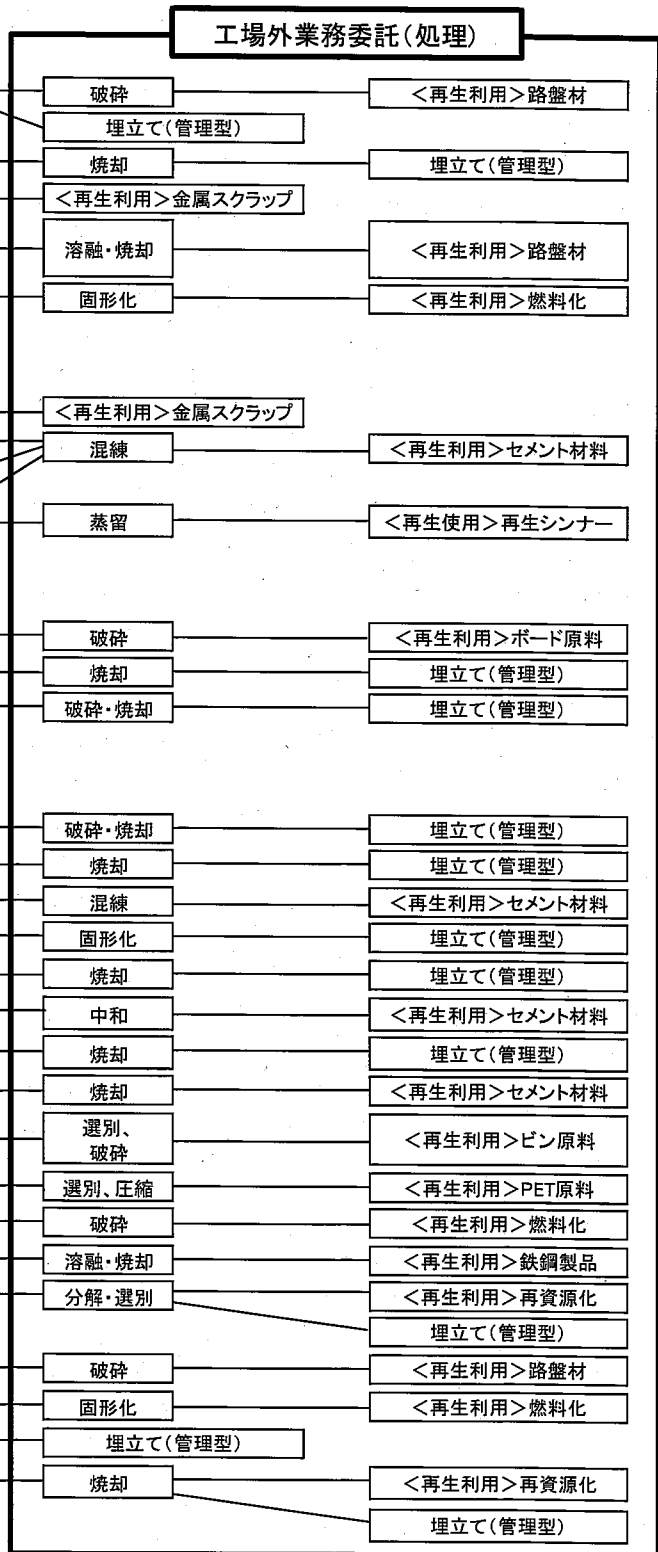 工場外業務委託(処理)
破砕
<再生利用>路盤材
埋立て(管理型)
焼却
埋立て(管理型)
<再生利用>金属スクラップ
溶融・焼却
<再生利用>路盤材
固形化
<再生利用>燃料化
<再生利用>金属スクラップ
混練
<再生利用>セメント材料
蒸留
<再生使用>再生シンナー
破砕
<再生利用>ボード原料
焼却
埋立て(管理型)
破砕・焼却
埋立て(管理型)
破砕・焼却
埋立て(管理型)
焼却
埋立て(管理型)
混練
<再生利用>セメント材料
固形化
埋立て(管理型)
焼却
埋立て(管理型)
中和
<再生利用>セメント材料
焼却
埋立て(管理型)
焼却
<再生利用>セメント材料
選別、
破砕
<再生利用>ビン原料
選別、圧縮
<再生利用>PET原料
破砕
<再生利用>燃料化
溶融・焼却
<再生利用>鉄鋼製品
分解・選別
<再生利用>再資源化
埋立て(管理型)
破砕
<再生利用>路盤材
固形化
<再生利用>燃料化
埋立て(管理型)
焼却
<再生利用>再資源化
埋立て(管理型)